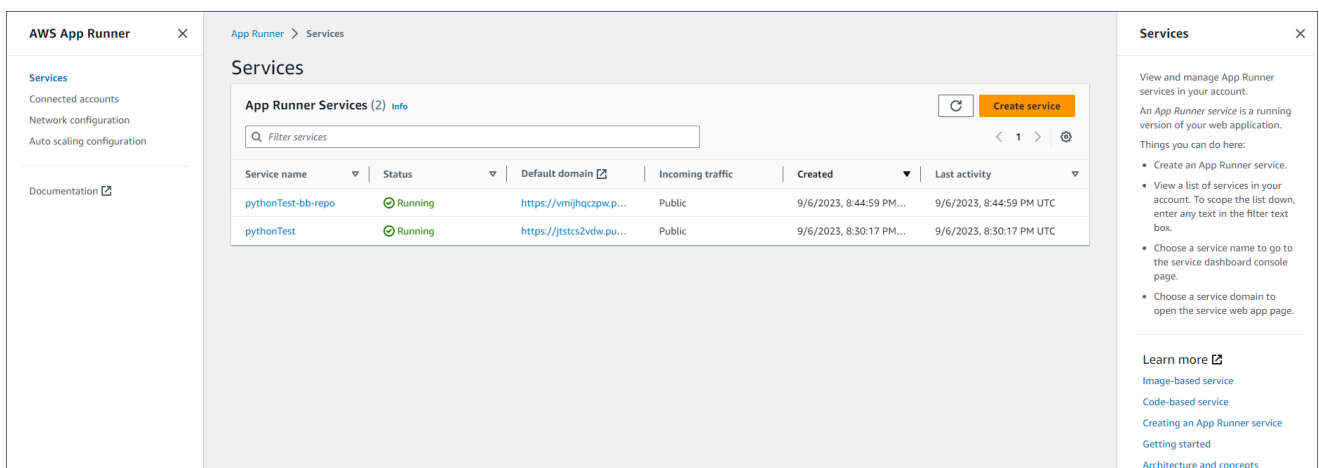 AWS App Runner
Services
Connected accounts
Network configuration
Auto scaling configuration
Documentation
App Runner > Services
Services
App Runner Services (2) Info
Create service
Filter services
1
Service name Status Default domain Incoming traffic Created Last activity
pythonTest-bb-repo Running https://vmijhqczpw.p... Public 9/6/2023, 8:44:59 PM... 9/6/2023, 8:44:59 PM UTC
pythonTest Running https://jtstcs2vdw.pu... Public 9/6/2023, 8:30:17 PM... 9/6/2023, 8:30:17 PM UTC
Services
View and manage App Runner
services in your account.
An App Runner service is a running
version of your web application.
Things you can do here:
• Create an App Runner service.
• View a list of services in your
account. To scope the list down,
enter any text in the filter text
box.
• Choose a service name to go to
the service dashboard console
page.
• Choose a service domain to
open the service web app page.
Learn more
Image-based service
Code-based service
Creating an App Runner service
Getting started
Architecture and concepts